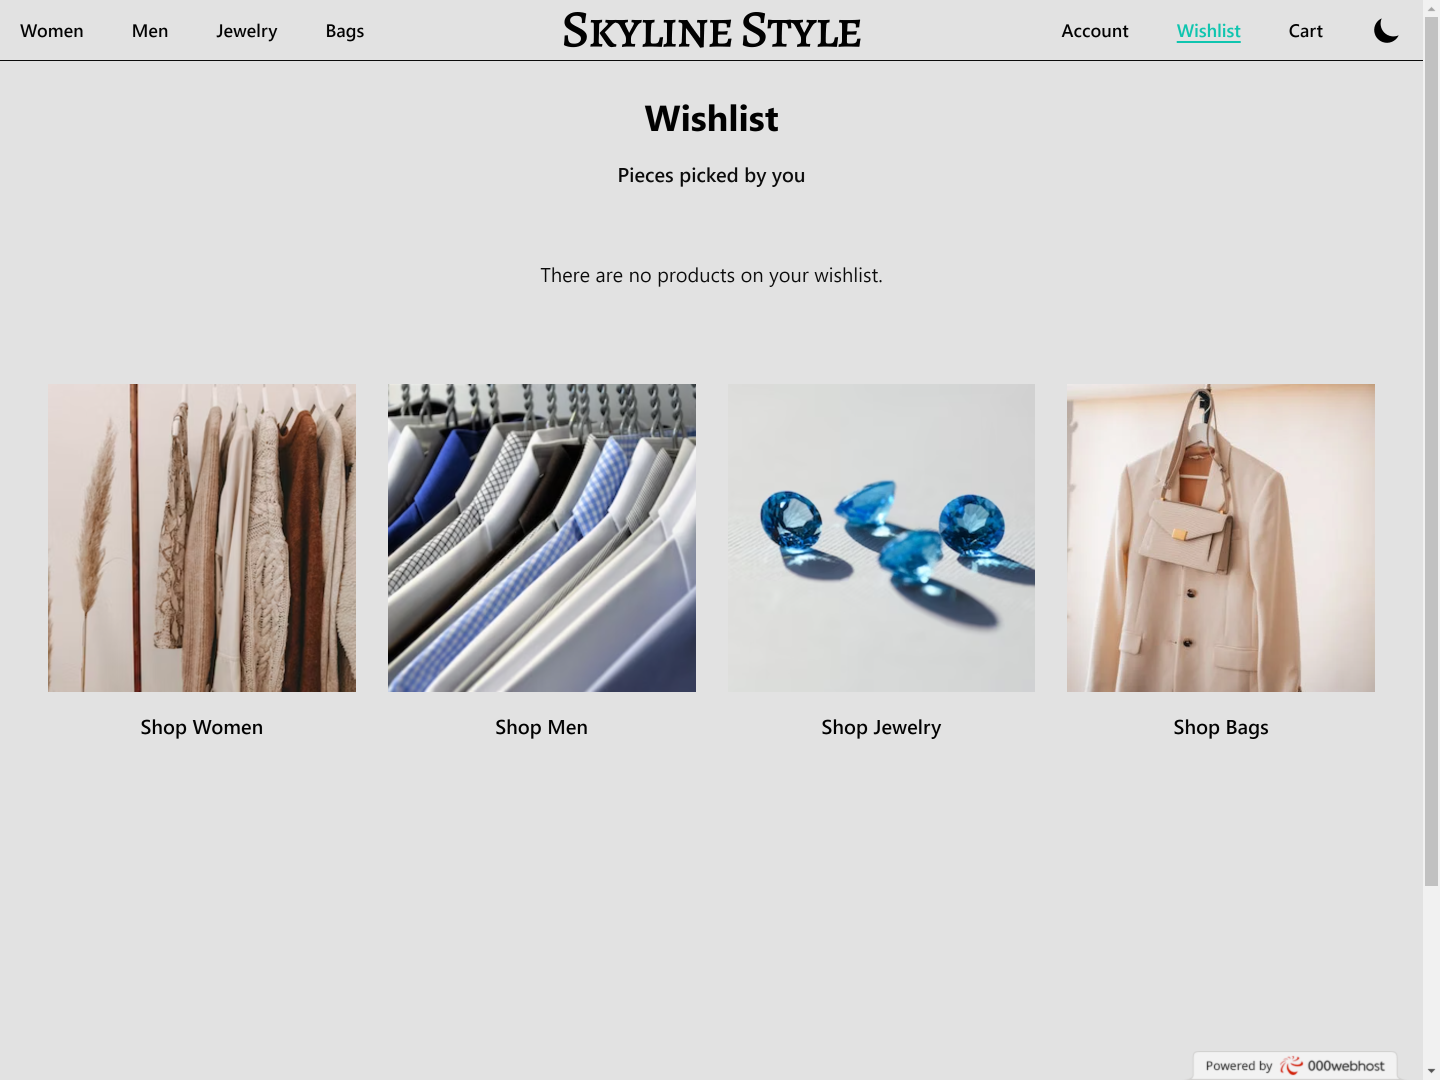 Women Men Jewelry Bags SKYLINE STYLE Account Wishlist Cart
Wishlist
Pieces picked by you
There are no products on your wishlist.
Shop Women Shop Men Shop Jewelry Shop Bags
Powered by 000webhost